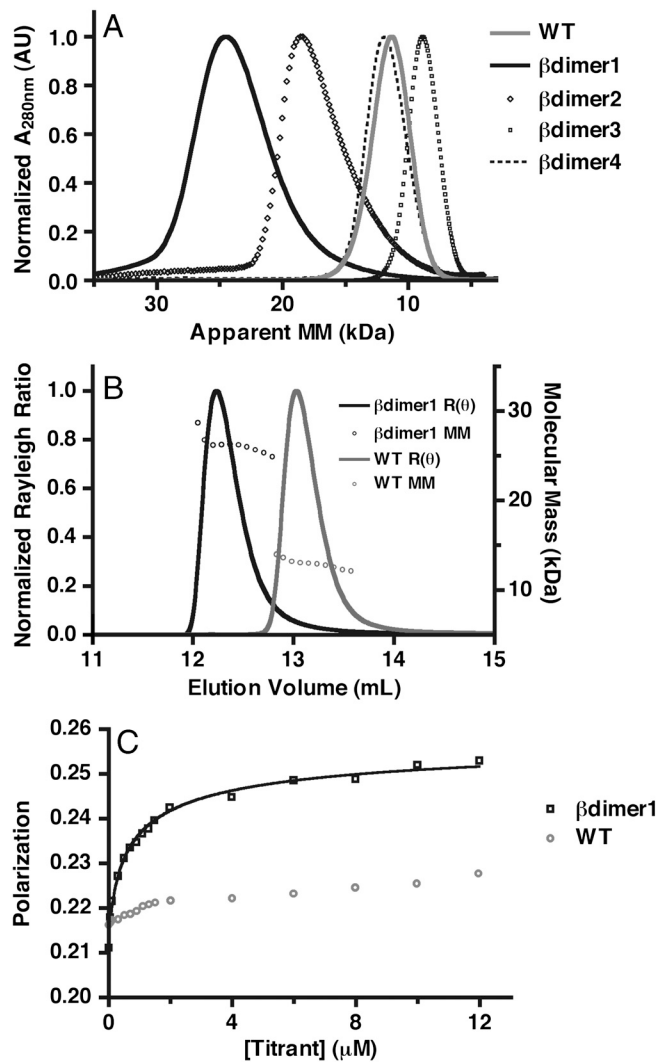 A
Normalized A280nm (AU)
1.0
0.8
0.6
0.4
0.2
0.0
30 20 10
Apparent MM (kDa)
WT
βdimer1
βdimer2
βdimer3
βdimer4
B
Normalized Rayleigh Ratio
1.0
0.8
0.6
0.4
0.2
0.0
11 12 13 14 15
Elution Volume (mL)
βdimer1 R(θ)
βdimer1 MM
WT R(θ)
WT MM
30
20
10
Molecular Mass (kDa)
C
Polarization
0.26
0.25
0.24
0.23
0.22
0.21
0.20
0 4 8 12
[Titrant] (μM)
βdimer1
WT